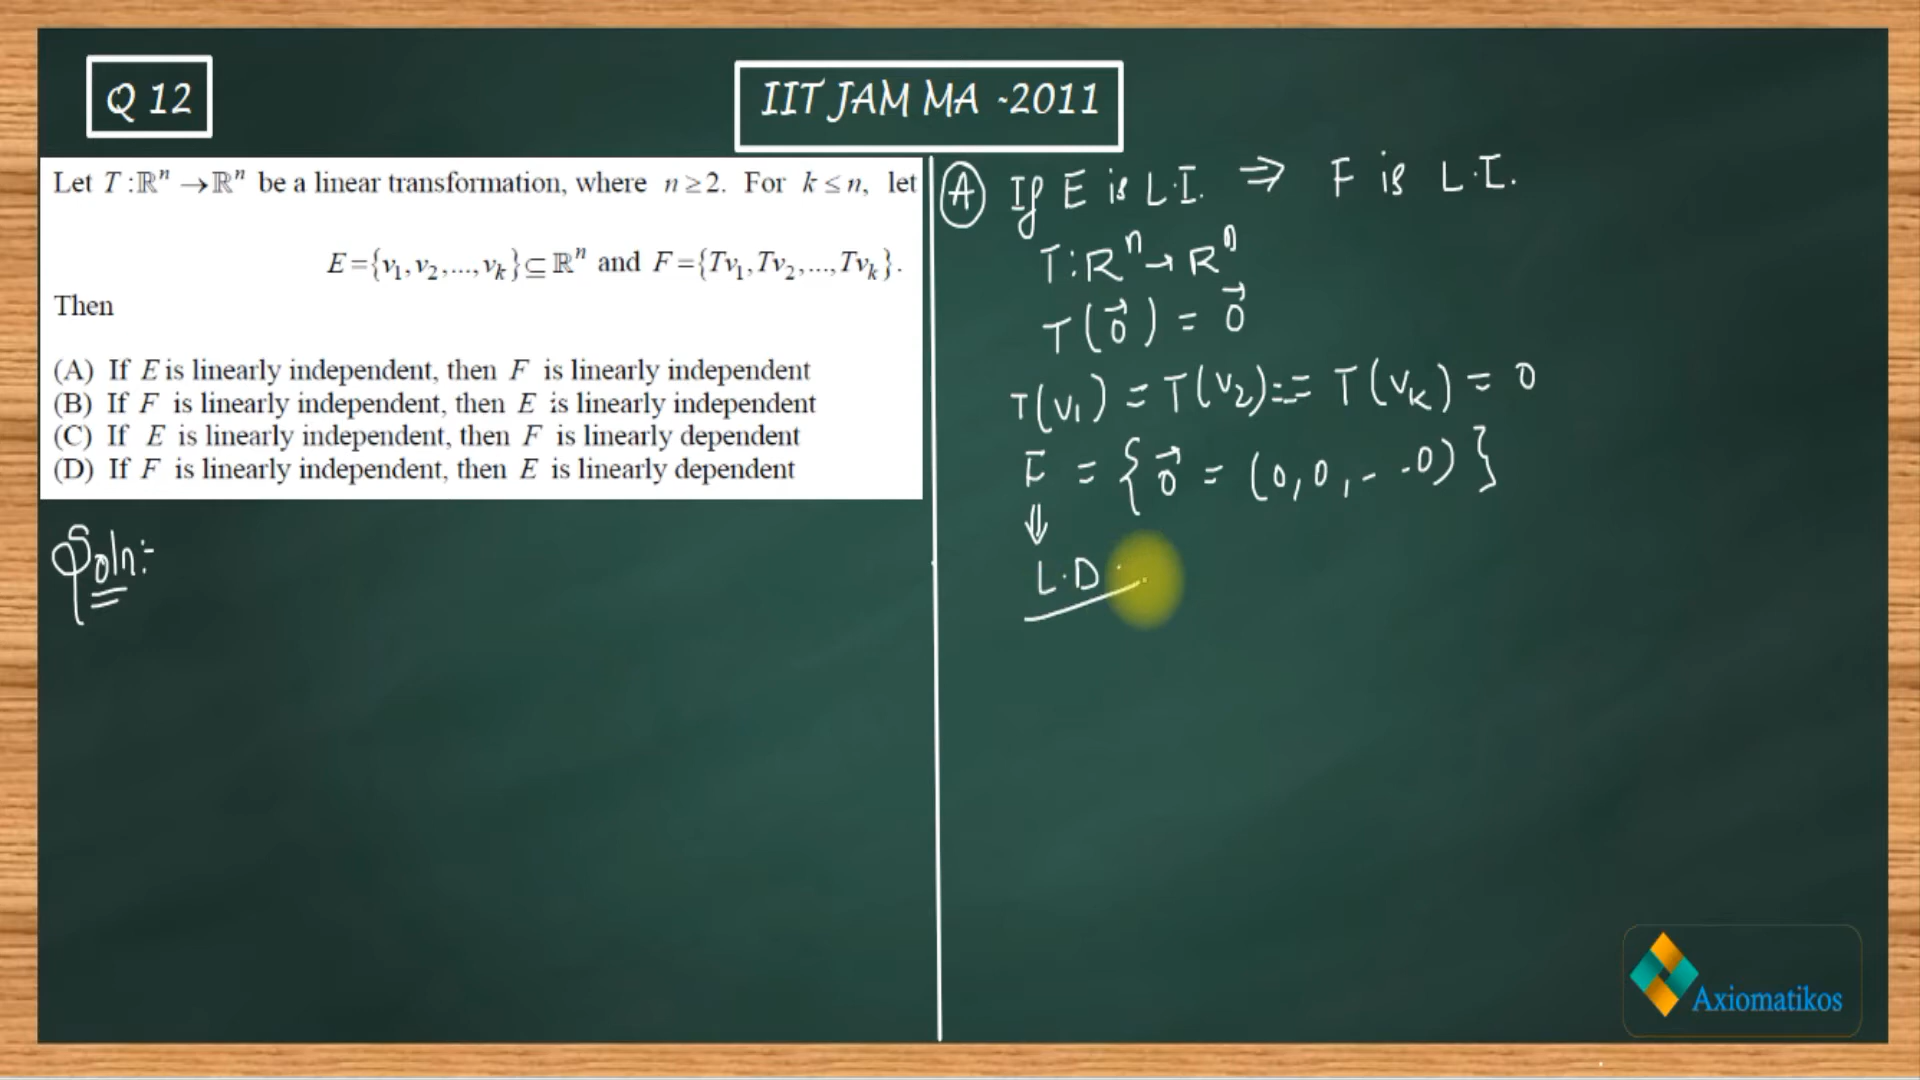 Q 12
IIT JAM MA -2011
Let T : ℝⁿ → ℝⁿ be a linear transformation, where n ≥ 2. For k ≤ n, let
E = {v₁, v₂, ..., vₖ} ⊆ ℝⁿ and F = {Tv₁, Tv₂, ..., Tvₖ}.
Then
(A) If E is linearly independent, then F is linearly independent
(B) If F is linearly independent, then E is linearly independent
(C) If E is linearly independent, then F is linearly dependent
(D) If F is linearly independent, then E is linearly dependent
Soln:-
(A) If E is L.I. ⇒ F is L.I.
T : Rⁿ → Rⁿ
T(0⃗) = 0⃗
T(v₁) = T(v₂) = -- = T(vₖ) = 0
F = { 0⃗ = (0, 0, - - 0) }
⇓
L.D.
Axiomatikos